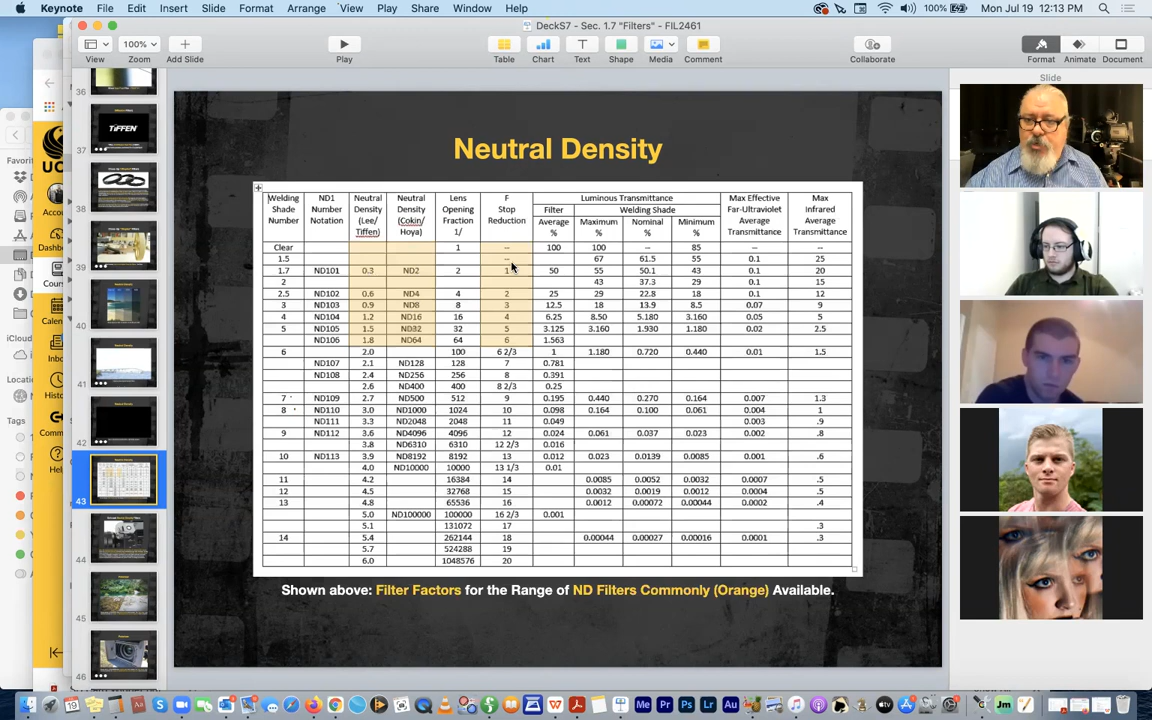 Keynote File Edit Insert Slide Format Arrange View Play Share Window Help 100% Mon Jul 19 12:13 PM
DeckS7 - Sec. 1.7 "Filters" - FIL2461
100%
View Zoom Add Slide Play Table Chart Text Shape Media Comment Collaborate Format Animate Document
Slide
Neutral Density
Welding Shade Number
ND1 Number Notation
Neutral Density (Lee/ Tiffen)
Neutral Density (Cokin/ Hoya)
Lens Opening Fraction 1/
F Stop Reduction
Luminous Transmittance
Filter Average %
Welding Shade
Maximum %
Nominal %
Minimum %
Max Effective Far-Ultraviolet Average Transmittance
Max Infrared Average Transmittance
Clear 1 -- 100 100 -- 85 -- --
1.5 -- 67 61.5 55 0.1 25
1.7 ND101 0.3 ND2 2 1 50 55 50.1 43 0.1 20
2 43 37.3 29 0.1 15
2.5 ND102 0.6 ND4 4 2 25 29 22.8 18 0.1 12
3 ND103 0.9 ND8 8 3 12.5 18 13.9 8.5 0.07 9
4 ND104 1.2 ND16 16 4 6.25 8.50 5.180 3.160 0.05 5
5 ND105 1.5 ND32 32 5 3.125 3.160 1.930 1.180 0.02 2.5
ND106 1.8 ND64 64 6 1.563
6 2.0 100 6 2/3 1 1.180 0.720 0.440 0.01 1.5
ND107 2.1 ND128 128 7 0.781
ND108 2.4 ND256 256 8 0.391
2.6 ND400 400 8 2/3 0.25
7 ND109 2.7 ND500 512 9 0.195 0.440 0.270 0.164 0.007 1.3
8 ND110 3.0 ND1000 1024 10 0.098 0.164 0.100 0.061 0.004 1
ND111 3.3 ND2048 2048 11 0.049 0.003 .9
9 ND112 3.6 ND4096 4096 12 0.024 0.061 0.037 0.023 0.002 .8
3.8 ND6310 6310 12 2/3 0.016
10 ND113 3.9 ND8192 8192 13 0.012 0.023 0.0139 0.0085 0.001 .6
4.0 ND10000 10000 13 1/3 0.01
11 4.2 16384 14 0.0085 0.0052 0.0032 0.0007 .5
12 4.5 32768 15 0.0032 0.0019 0.0012 0.0004 .5
13 4.8 65536 16 0.0012 0.00072 0.00044 0.0002 .4
5.0 ND100000 100000 16 2/3 0.001
5.1 131072 17 .3
14 5.4 262144 18 0.00044 0.00027 0.00016 0.0001 .3
5.7 524288 19
6.0 1048576 20
Shown above: Filter Factors for the Range of ND Filters Commonly (Orange) Available.
36
37
TIFFEN
38
39
40
41
42
43
44
45
46